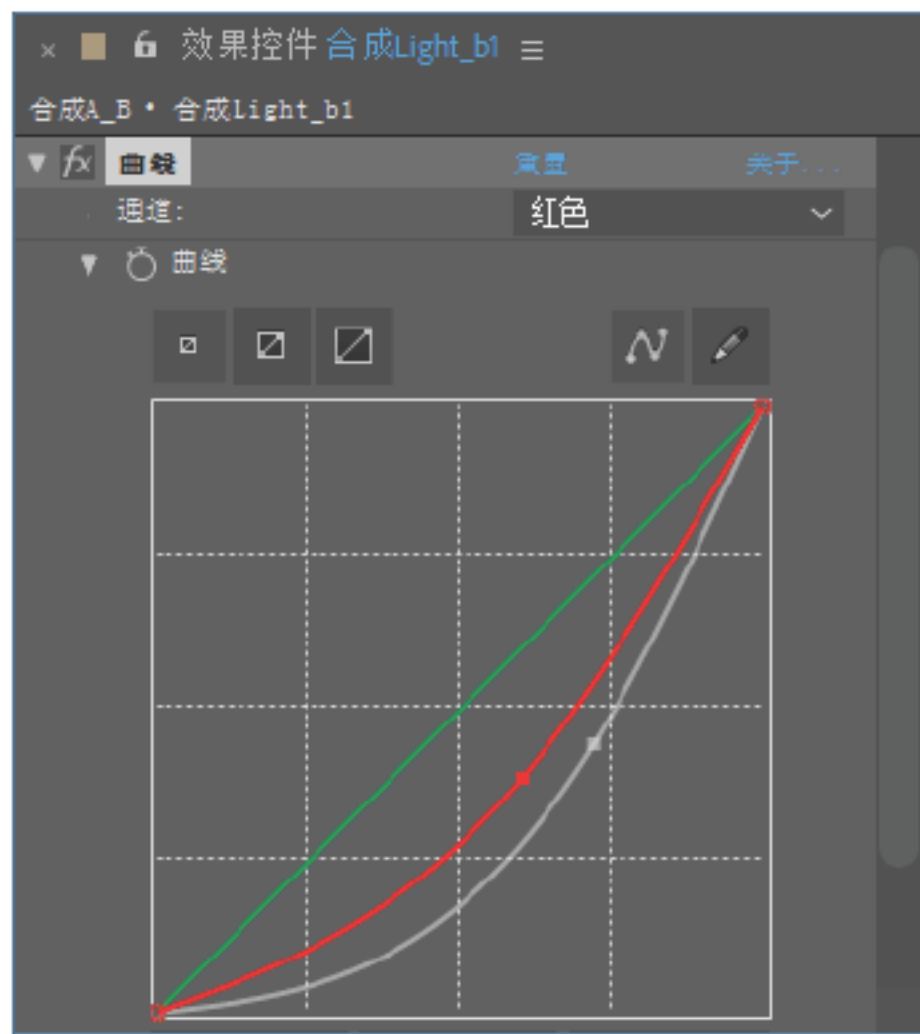 × 效果控件 合成Light_b1 ≡
合成A_B • 合成Light_b1
fx 曲线 重置 关于...
通道: 红色
曲线